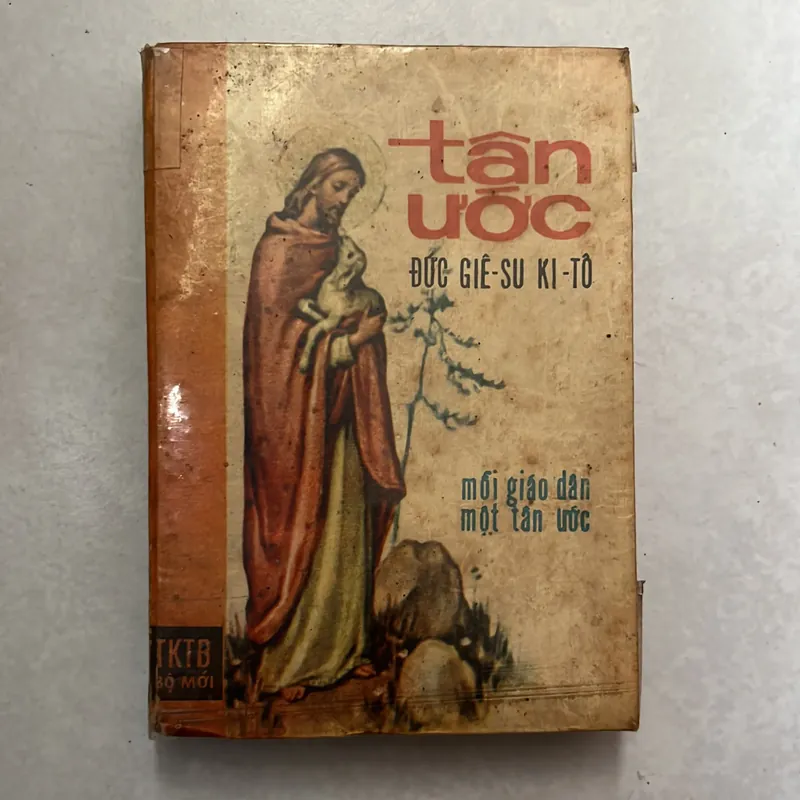 tân
ước
ĐỨC GIÊ-SU KI-TÔ
mỗi giáo dân
một tân ước
TKTB
BỘ MỚI